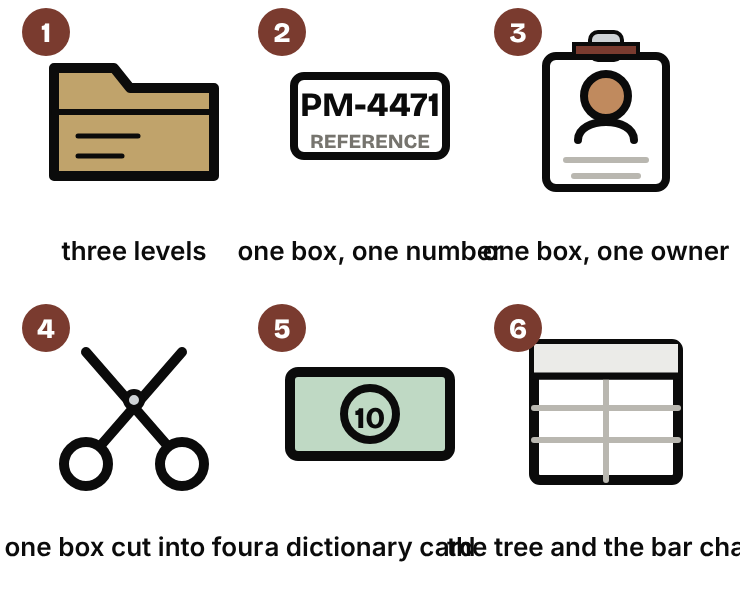 1
2
3
PM-4471
REFERENCE
three levels
one box, one number
one box, one owner
4
5
6
10
one box cut into four
a dictionary card
the tree and the bar cha